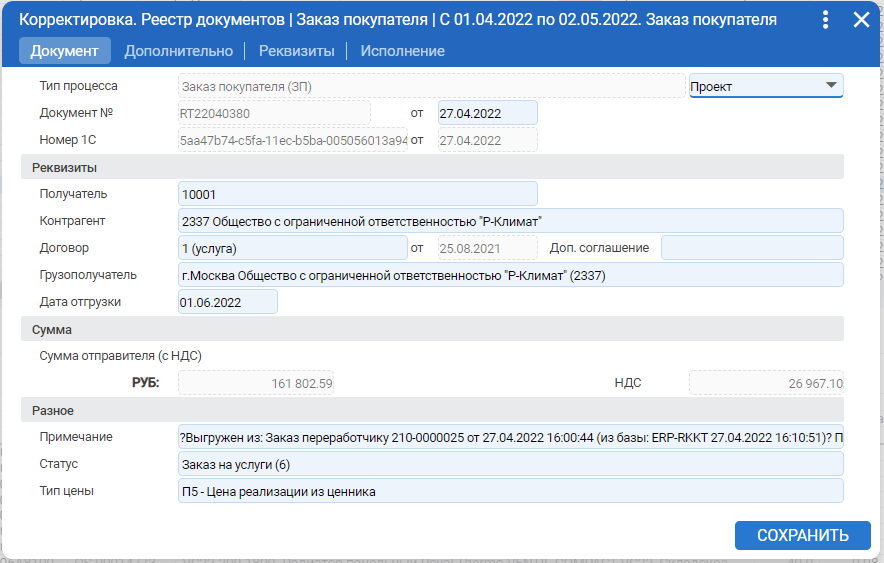 Корректировка. Реестр документов | Заказ покупателя | С 01.04.2022 по 02.05.2022. Заказ покупателя
Документ Дополнительно Реквизиты Исполнение
Тип процесса Заказ покупателя (ЗП) Проект
Документ № RT22040380 от 27.04.2022
Номер 1С 5aa47b74-c5fa-11ec-b5ba-005056013a94 от 27.04.2022
Реквизиты
Получатель 10001
Контрагент 2337 Общество с ограниченной ответственностью "Р-Климат"
Договор 1 (услуга) от 25.08.2021 Доп. соглашение
Грузополучатель г.Москва Общество с ограниченной ответственностью "Р-Климат" (2337)
Дата отгрузки 01.06.2022
Сумма
Сумма отправителя (с НДС)
РУБ: 161 802.59 НДС 26 967.10
Разное
Примечание ?Выгружен из: Заказ переработчику 210-0000025 от 27.04.2022 16:00:44 (из базы: ERP-RKKT 27.04.2022 16:10:51)? П
Статус Заказ на услуги (6)
Тип цены П5 - Цена реализации из ценника
СОХРАНИТЬ